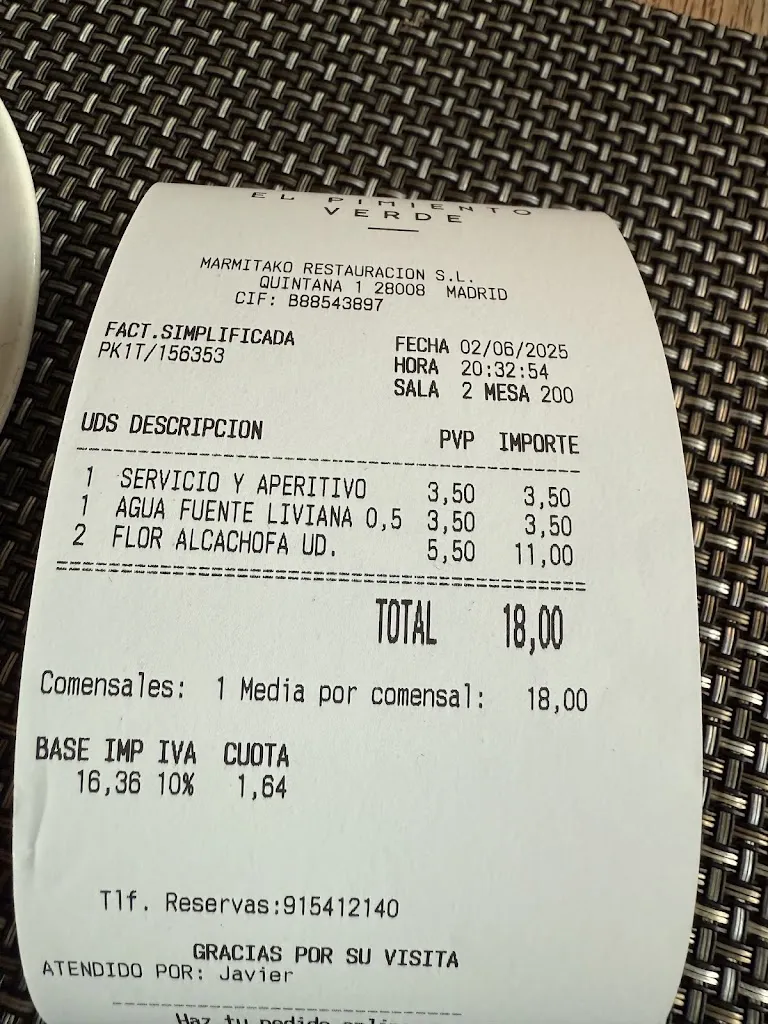 EL PIMIENTO
VERDE
MARMITAKO RESTAURACION S.L.
QUINTANA 1 28008 MADRID
CIF: B88543897
FACT.SIMPLIFICADA
PK1T/156353
FECHA 02/06/2025
HORA 20:32:54
SALA 2 MESA 200
UDS DESCRIPCION PVP IMPORTE
1 SERVICIO Y APERITIVO 3,50 3,50
1 AGUA FUENTE LIVIANA 0,5 3,50 3,50
2 FLOR ALCACHOFA UD. 5,50 11,00
TOTAL 18,00
Comensales: 1 Media por comensal: 18,00
BASE IMP IVA CUOTA
16,36 10% 1,64
Tlf. Reservas:915412140
GRACIAS POR SU VISITA
ATENDIDO POR: Javier
Haz tu pedido online